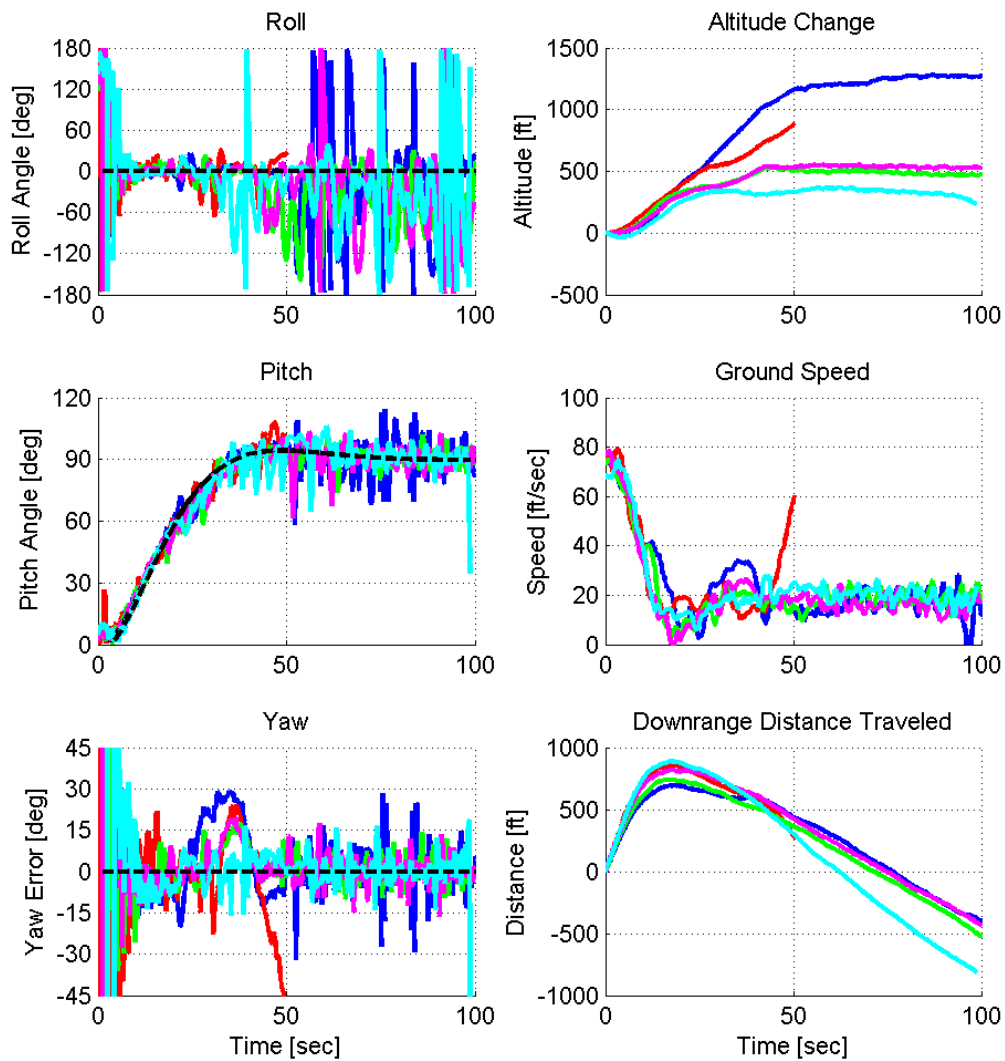 Roll
Roll Angle [deg]
180
120
60
0
-60
-120
-180
0 50 100
Altitude Change
Altitude [ft]
1500
1000
500
0
-500
0 50 100
Pitch
Pitch Angle [deg]
120
90
60
30
0
0 50 100
Ground Speed
Speed [ft/sec]
100
80
60
40
20
0
0 50 100
Yaw
Yaw Error [deg]
45
30
15
0
-15
-30
-45
0 50 100
Time [sec]
Downrange Distance Traveled
Distance [ft]
1000
500
0
-500
-1000
0 50 100
Time [sec]